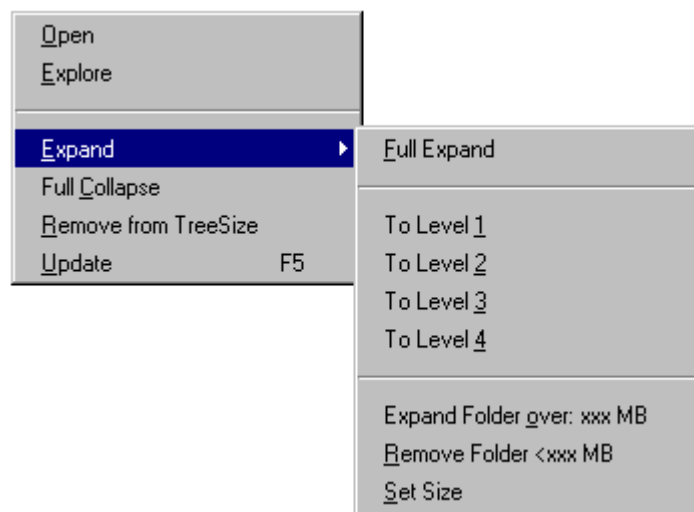 Open
Explore
Expand
Full Collapse
Remove from TreeSize
Update F5
Full Expand
To Level 1
To Level 2
To Level 3
To Level 4
Expand Folder over: xxx MB
Remove Folder <xxx MB
Set Size